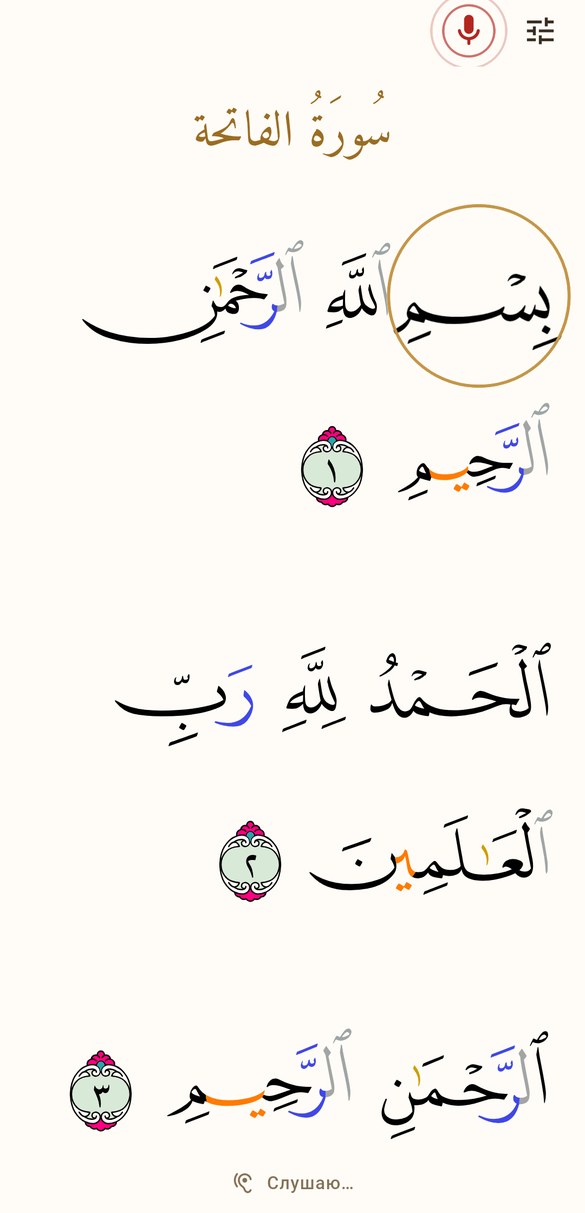 سُورَةُ الفاتحة
بِسْمِ ٱللَّهِ ٱلرَّحْمَٰنِ
ٱلرَّحِيمِ ١
ٱلْحَمْدُ لِلَّهِ رَبِّ
ٱلْعَٰلَمِينَ ٢
ٱلرَّحْمَٰنِ ٱلرَّحِيمِ ٣
Слушаю...